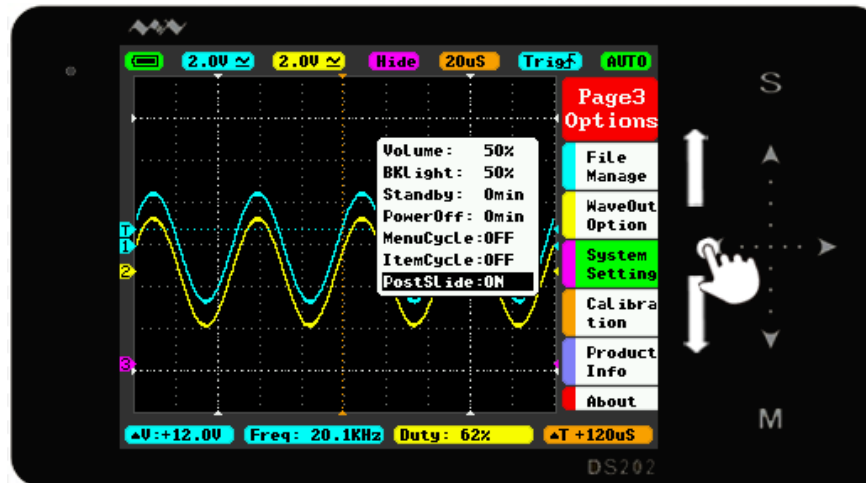 2.0V
2.0V
Hide
20uS
Trig
AUTO
Page3
Options
S
Volume: 50%
BKLight: 50%
Standby: 0min
PowerOff: 0min
MenuCycle:OFF
ItemCycle:OFF
PostSlide:ON
File
Manage
WaveOut
Option
System
Setting
Calibra
tion
Product
Info
About
T
1
2
3
M
▲V:+12.0V
Freq: 20.1KHz
Duty: 62%
▲T +120uS
DS202